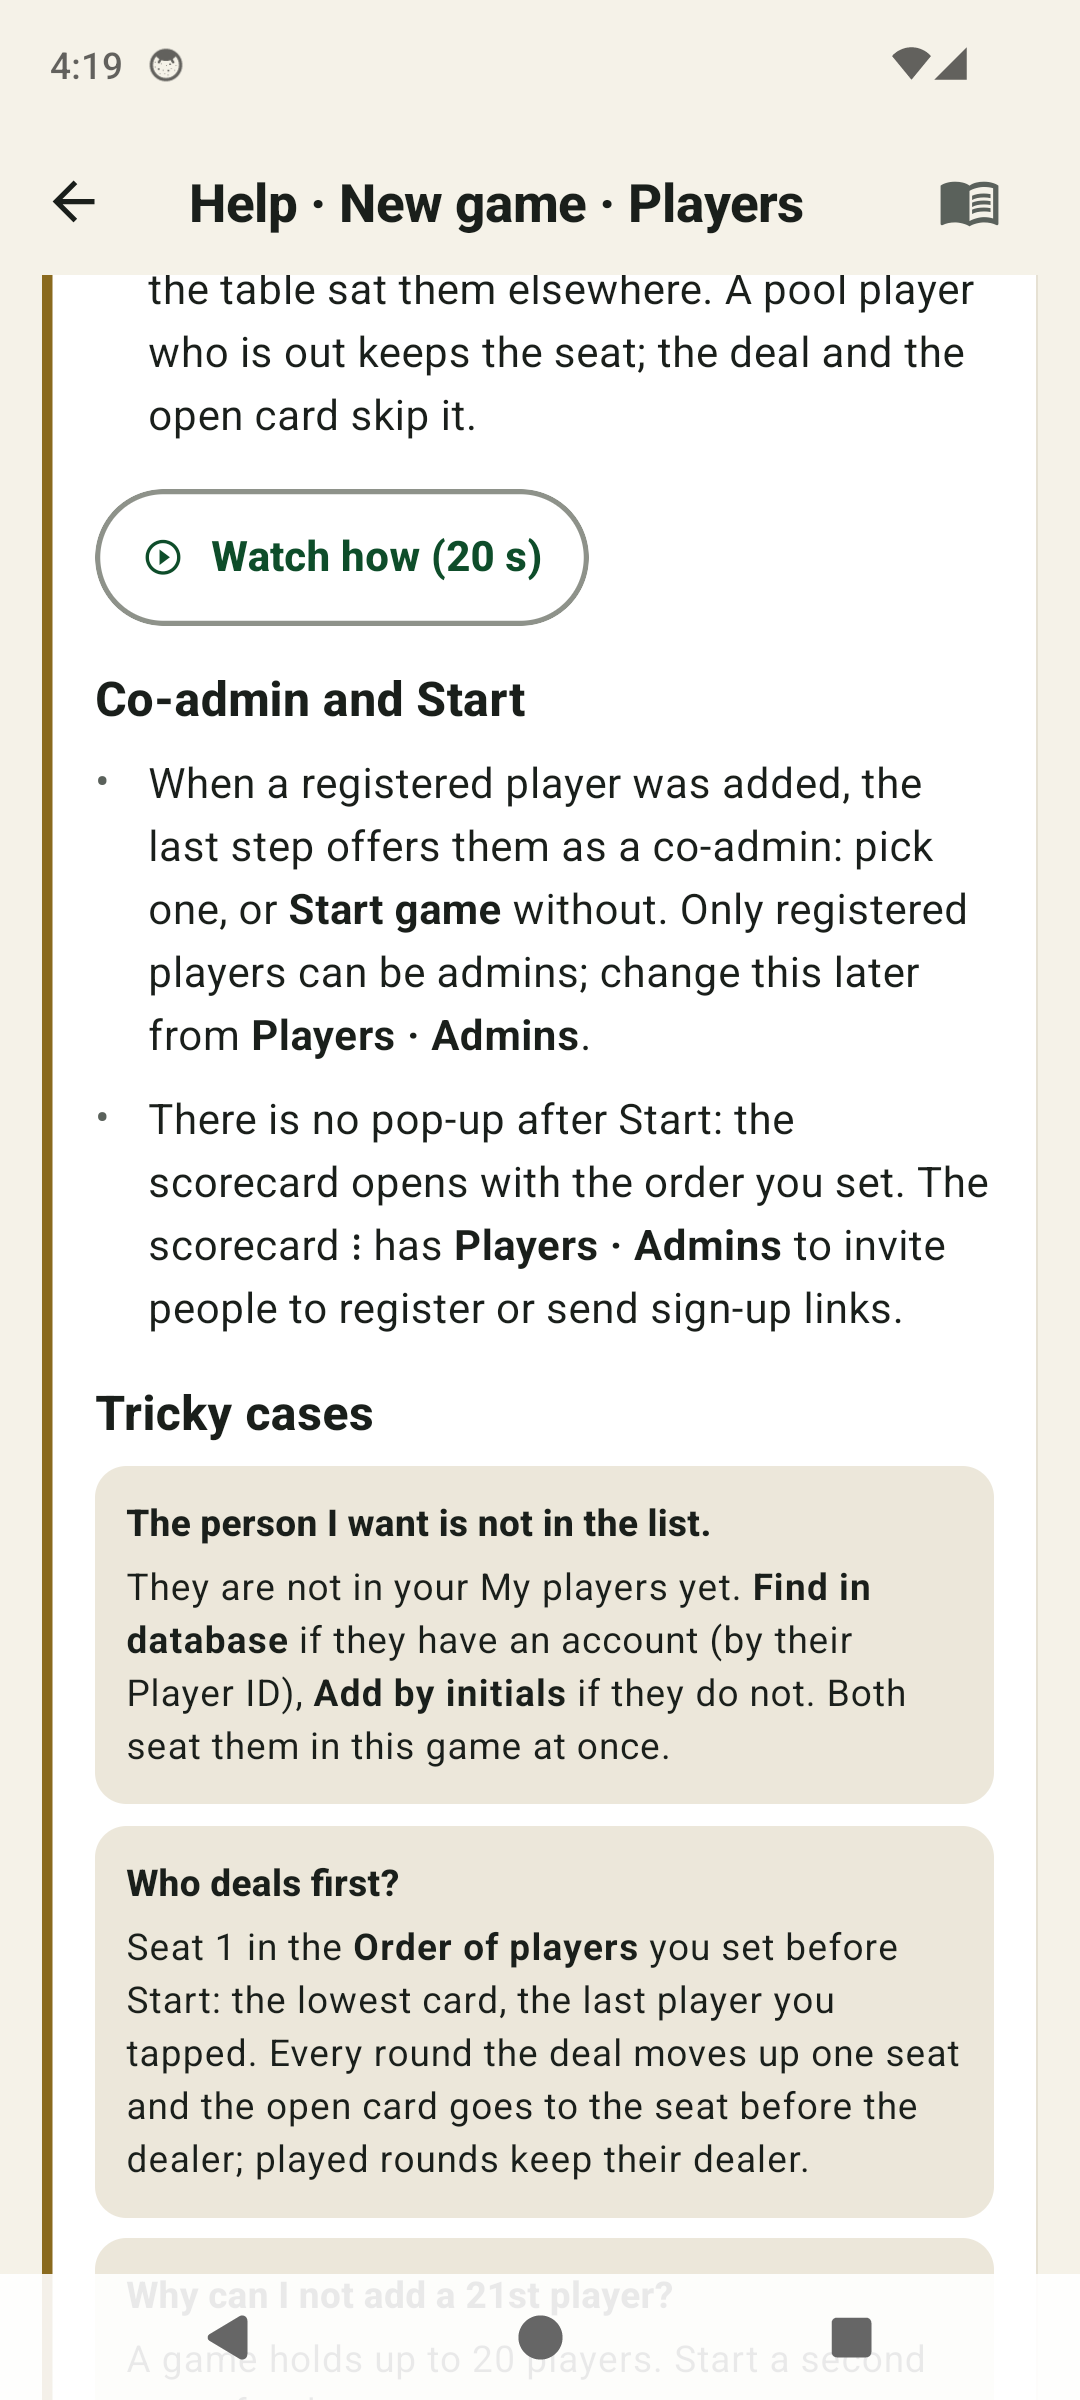 4:19
Help · New game · Players
the table sat them elsewhere. A pool player
who is out keeps the seat; the deal and the
open card skip it.
Watch how (20 s)
Co-admin and Start
• When a registered player was added, the
last step offers them as a co-admin: pick
one, or Start game without. Only registered
players can be admins; change this later
from Players · Admins.
• There is no pop-up after Start: the
scorecard opens with the order you set. The
scorecard ⋮ has Players · Admins to invite
people to register or send sign-up links.
Tricky cases
The person I want is not in the list.
They are not in your My players yet. Find in
database if they have an account (by their
Player ID), Add by initials if they do not. Both
seat them in this game at once.
Who deals first?
Seat 1 in the Order of players you set before
Start: the lowest card, the last player you
tapped. Every round the deal moves up one seat
and the open card goes to the seat before the
dealer; played rounds keep their dealer.
Why can I not add a 21st player?
A game holds up to 20 players. Start a second